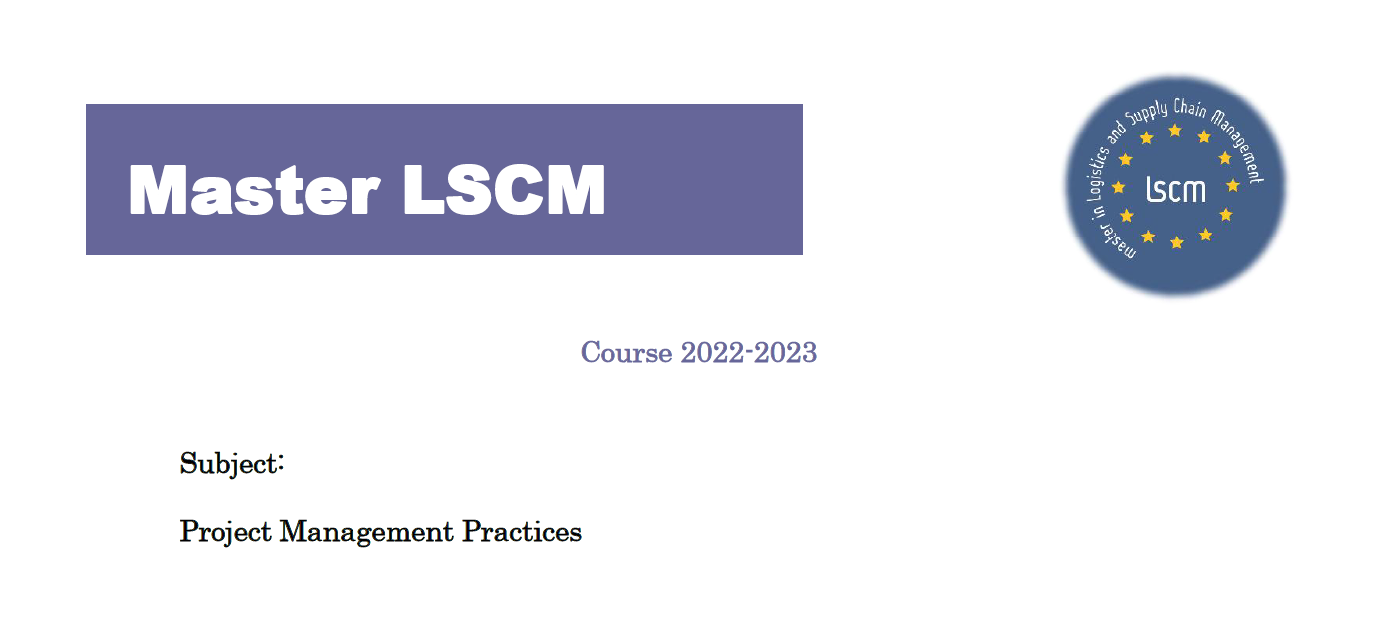 Master LSCM
master in Logistics and Supply Chain Management
lscm
Course 2022-2023
Subject:
Project Management Practices